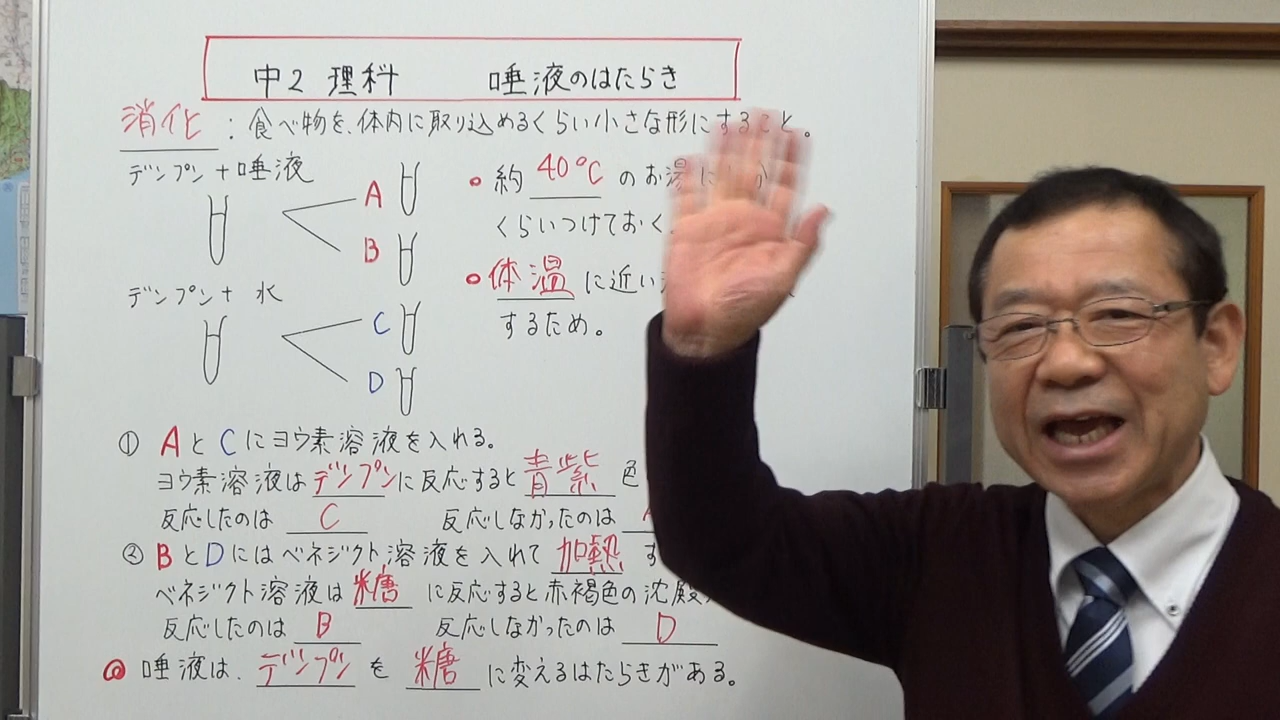 中2 理科 唾液のはたらき
消化 : 食べ物を、体内に取り込めるくらい小さな形にすること。
デンプン+唾液
A
B
• 約 40℃ のお湯に
くらいつけておく
• 体温 に近い
するため。
デンプン+ 水
C
D
① AとCにヨウ素溶液を入れる。
ヨウ素溶液はデンプンに反応すると青紫色
反応したのは C 反応しなかったのは
② BとDにはベネジクト溶液を入れて加熱す
ベネジクト溶液は糖に反応すると赤褐色の沈殿
反応したのは B 反応しなかったのは D
◎ 唾液は、デンプンを糖に変えるはたらきがある。